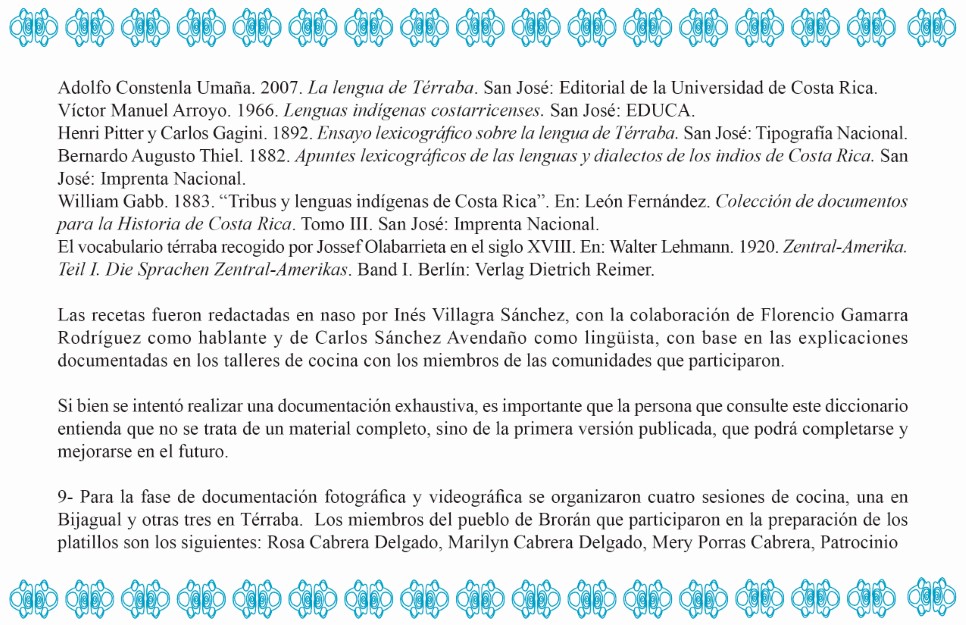 Adolfo Constenla Umaña. 2007. La lengua de Térraba. San José: Editorial de la Universidad de Costa Rica.
Víctor Manuel Arroyo. 1966. Lenguas indígenas costarricenses. San José: EDUCA.
Henri Pitter y Carlos Gagini. 1892. Ensayo lexicográfico sobre la lengua de Térraba. San José: Tipografía Nacional.
Bernardo Augusto Thiel. 1882. Apuntes lexicográficos de las lenguas y dialectos de los indios de Costa Rica. San
José: Imprenta Nacional.
William Gabb. 1883. “Tribus y lenguas indígenas de Costa Rica”. En: León Fernández. Colección de documentos
para la Historia de Costa Rica. Tomo III. San José: Imprenta Nacional.
El vocabulario térraba recogido por Jossef Olabarrieta en el siglo XVIII. En: Walter Lehmann. 1920. Zentral-Amerika.
Teil I. Die Sprachen Zentral-Amerikas. Band I. Berlín: Verlag Dietrich Reimer.
Las recetas fueron redactadas en naso por Inés Villagra Sánchez, con la colaboración de Florencio Gamarra
Rodríguez como hablante y de Carlos Sánchez Avendaño como lingüista, con base en las explicaciones
documentadas en los talleres de cocina con los miembros de las comunidades que participaron.
Si bien se intentó realizar una documentación exhaustiva, es importante que la persona que consulte este diccionario
entienda que no se trata de un material completo, sino de la primera versión publicada, que podrá completarse y
mejorarse en el futuro.
9- Para la fase de documentación fotográfica y videográfica se organizaron cuatro sesiones de cocina, una en
Bijagual y otras tres en Térraba. Los miembros del pueblo de Brorán que participaron en la preparación de los
platillos son los siguientes: Rosa Cabrera Delgado, Marilyn Cabrera Delgado, Mery Porras Cabrera, Patrocinio